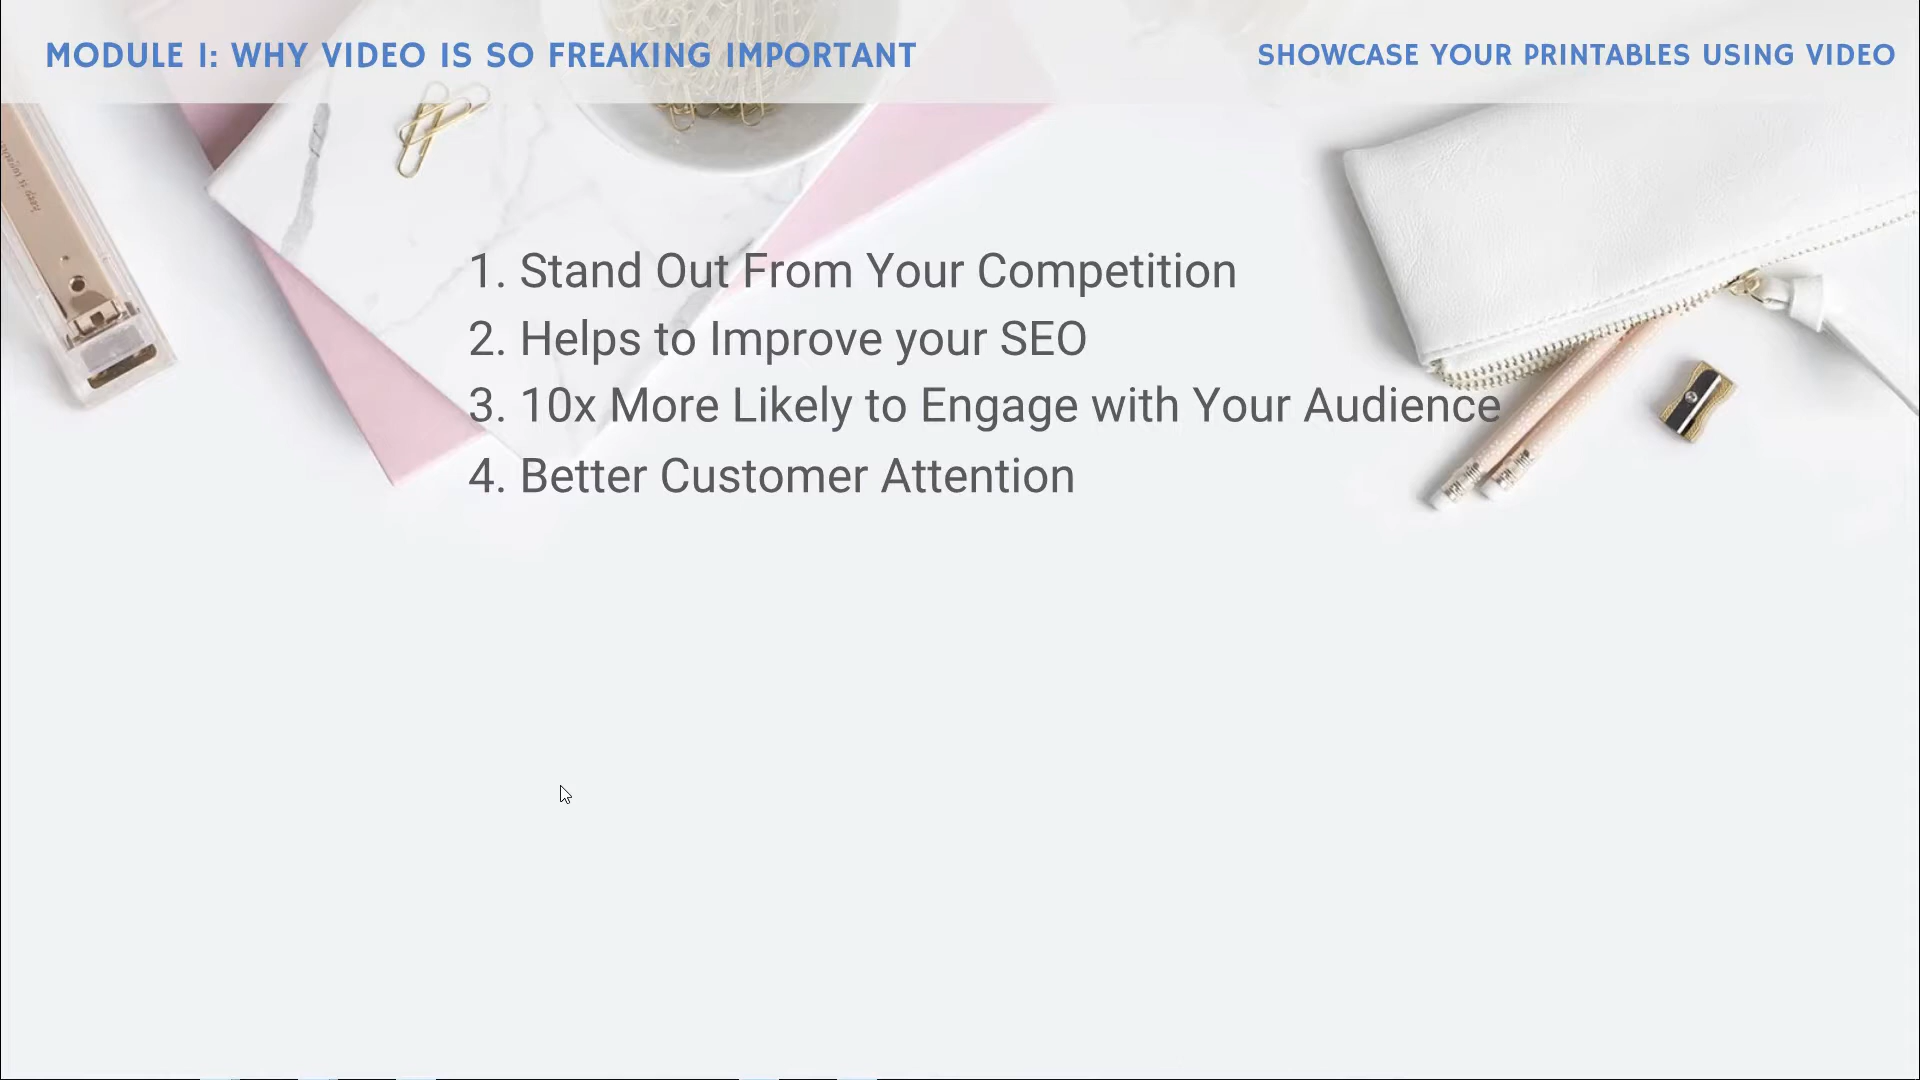 MODULE 1: WHY VIDEO IS SO FREAKING IMPORTANT
SHOWCASE YOUR PRINTABLES USING VIDEO
1. Stand Out From Your Competition
2. Helps to Improve your SEO
3. 10x More Likely to Engage with Your Audience
4. Better Customer Attention